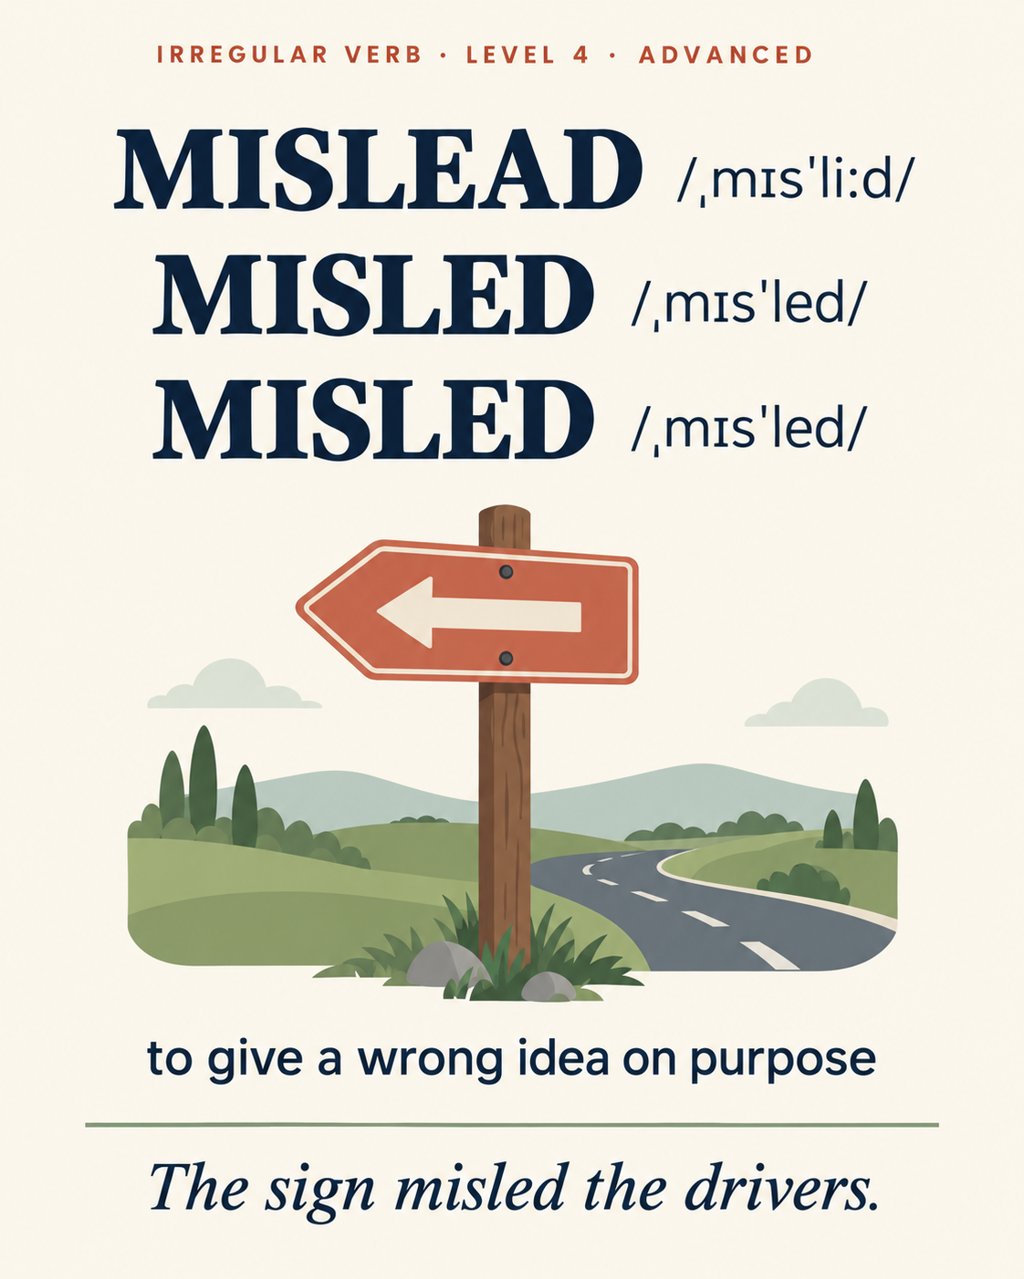 IRREGULAR VERB · LEVEL 4 · ADVANCED
MISLEAD /ˌmɪsˈliːd/
MISLED /ˌmɪsˈled/
MISLED /ˌmɪsˈled/
to give a wrong idea on purpose
The sign misled the drivers.